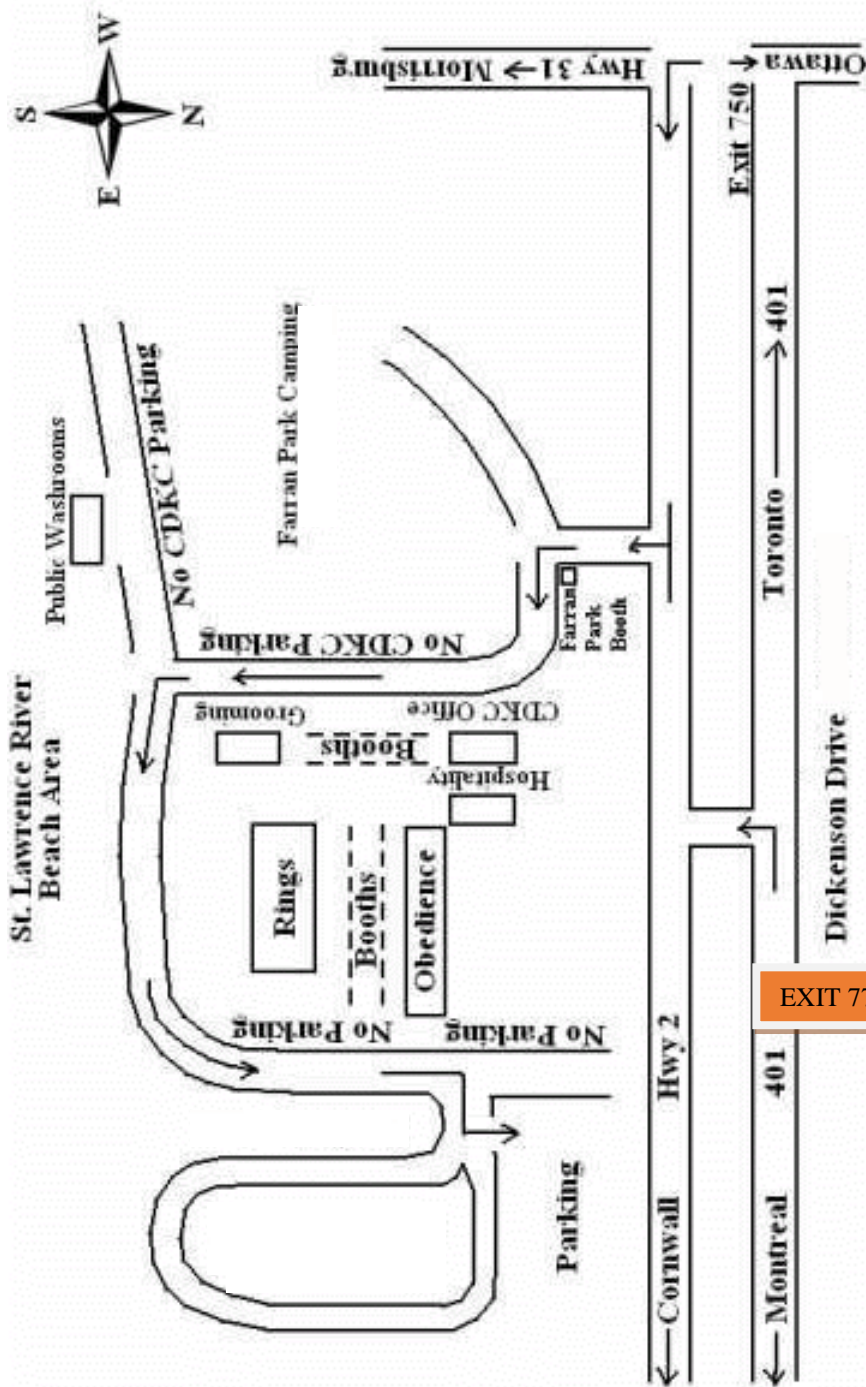 S
W
E
N
St. Lawrence River
Beach Area
Public Washrooms
No CDKC Parking
Farran Park Camping
Hwy 31 → Morrisburg
No CDKC Parking
Grooming
Booths
CDKC Office
Hospitality
Farran
Park
Booth
Rings
Booths
Obedience
No Parking
No Parking
Parking
Cornwall
Hwy 2
Exit 750
Ottawa
Montreal
401
Toronto
401
EXIT 77
Dickenson Drive